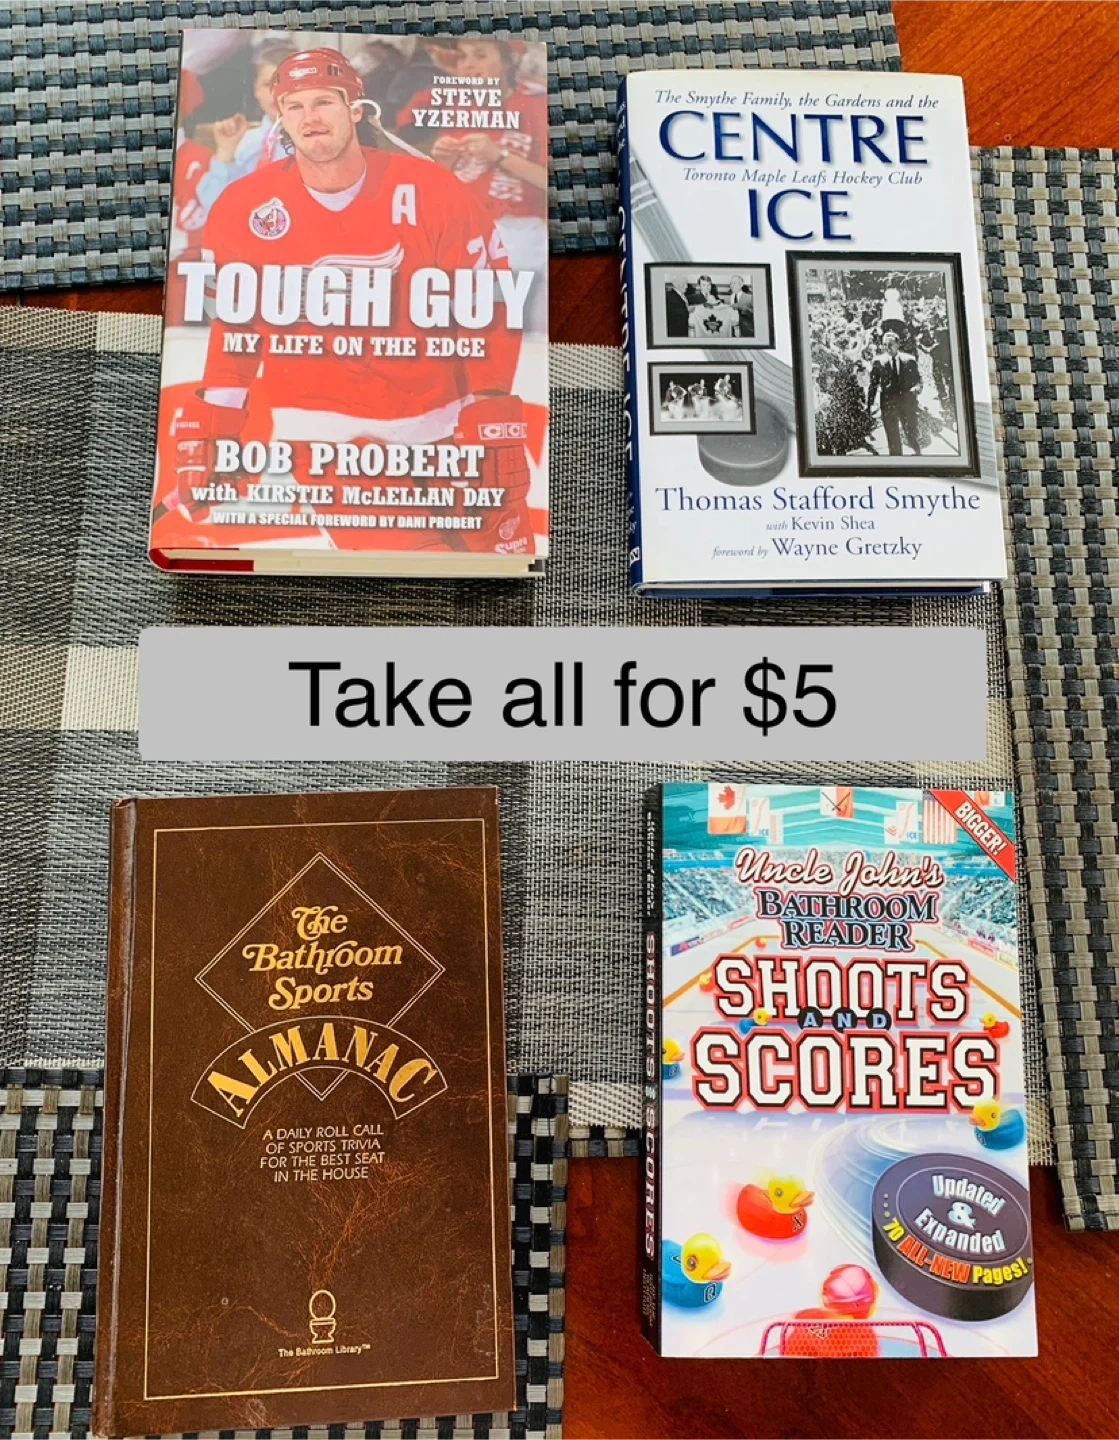 FOREWORD BY
STEVE
YZERMAN
A
TOUGH GUY
MY LIFE ON THE EDGE
CCM
BOB PROBERT
with KIRSTIE McLELLAN DAY
WITH A SPECIAL FOREWORD BY DANI PROBERT
The Smythe Family, the Gardens and the
CENTRE
Toronto Maple Leafs Hockey Club
ICE
Thomas Stafford Smythe
with Kevin Shea
foreword by Wayne Gretzky
Take all for $5
The
Bathroom
Sports
ALMANAC
A DAILY ROLL CALL
OF SPORTS TRIVIA
FOR THE BEST SEAT
IN THE HOUSE
The Bathroom Library™
BIGGER!
Uncle John's
BATHROOM
READER
SHOOTS
AND
SCORES
Updated
&
Expanded
...70 ALL-NEW Pages!
SHOOTS AND SCORES